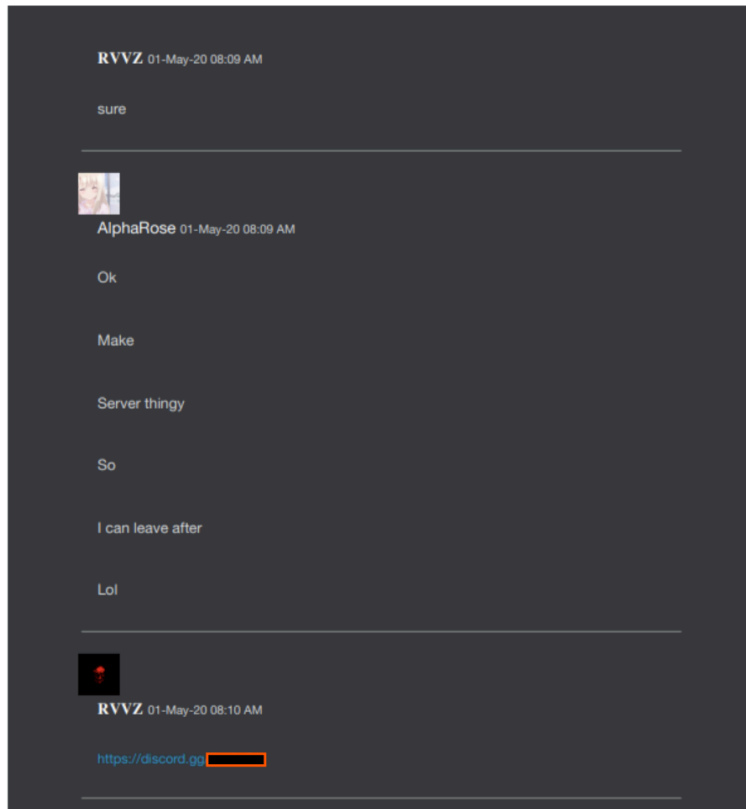 RVVZ 01-May-20 08:09 AM
sure
AlphaRose 01-May-20 08:09 AM
Ok
Make
Server thingy
So
I can leave after
Lol
RVVZ 01-May-20 08:10 AM
https://discord.gg